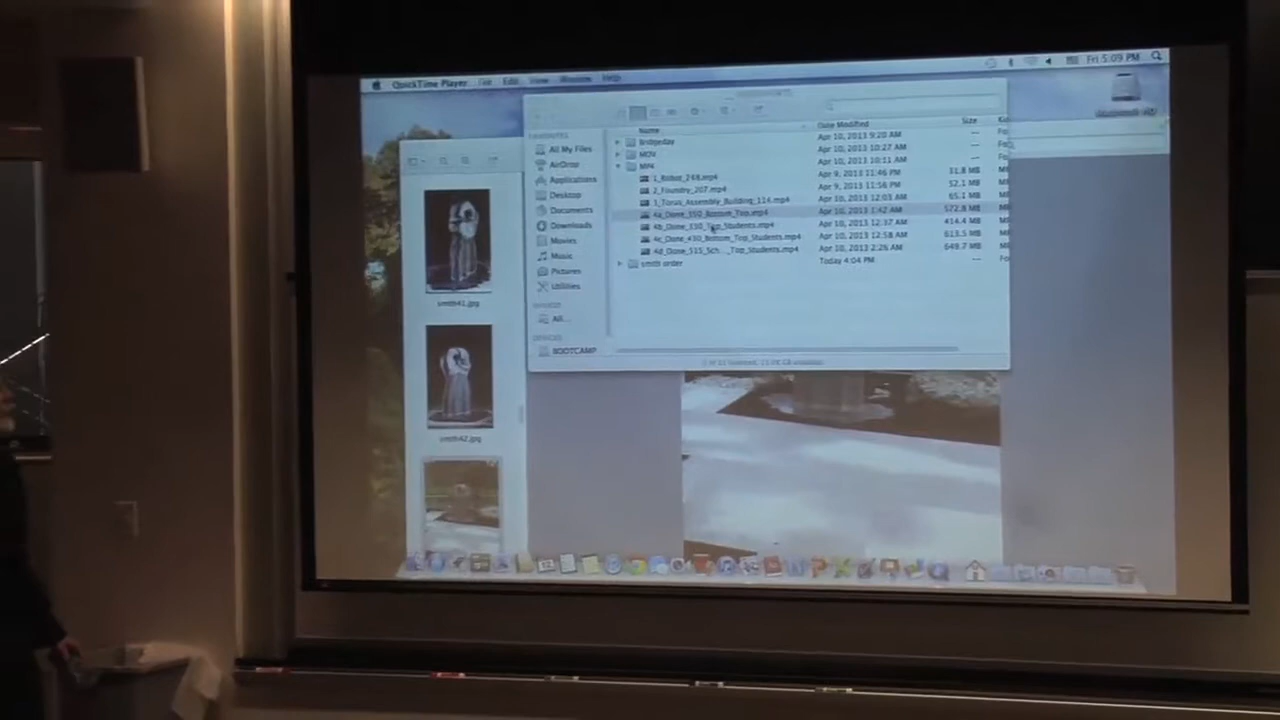 QuickTime Player File Edit View Window Help Fri 5:09 PM
Name Date Modified Size
FAVORITES
All My Files
AirDrop
Applications
Desktop
Documents
Downloads
Movies
Music
Pictures
Utilities
All...
DEVICES
BOOTCAMP
Bridgeday Apr 10, 2013 9:20 AM --
MOV Apr 10, 2013 10:27 AM --
MP4 Apr 10, 2013 10:11 AM --
Apr 9, 2013 11:46 PM 31.8 MB
2_Foundry_207.mp4 Apr 9, 2013 11:56 PM 52.1 MB
3_Torus_Assembly_Building_114.mp4 Apr 10, 2013 12:03 AM 65.1 MB
4a_Done_350_Bottom_Top.mp4 Apr 10, 2013 1:42 AM 572.8 MB
4b_Done_330_Top_Students.mp4 Apr 10, 2013 12:37 AM 414.4 MB
4c_Done_430_Bottom_Top_Students.mp4 Apr 10, 2013 12:58 AM 613.5 MB
4d_Done_515_Sch..._Top_Students.mp4 Apr 10, 2013 2:26 AM 649.7 MB
smith order Today 4:04 PM --
smith41.jpg
smith42.jpg